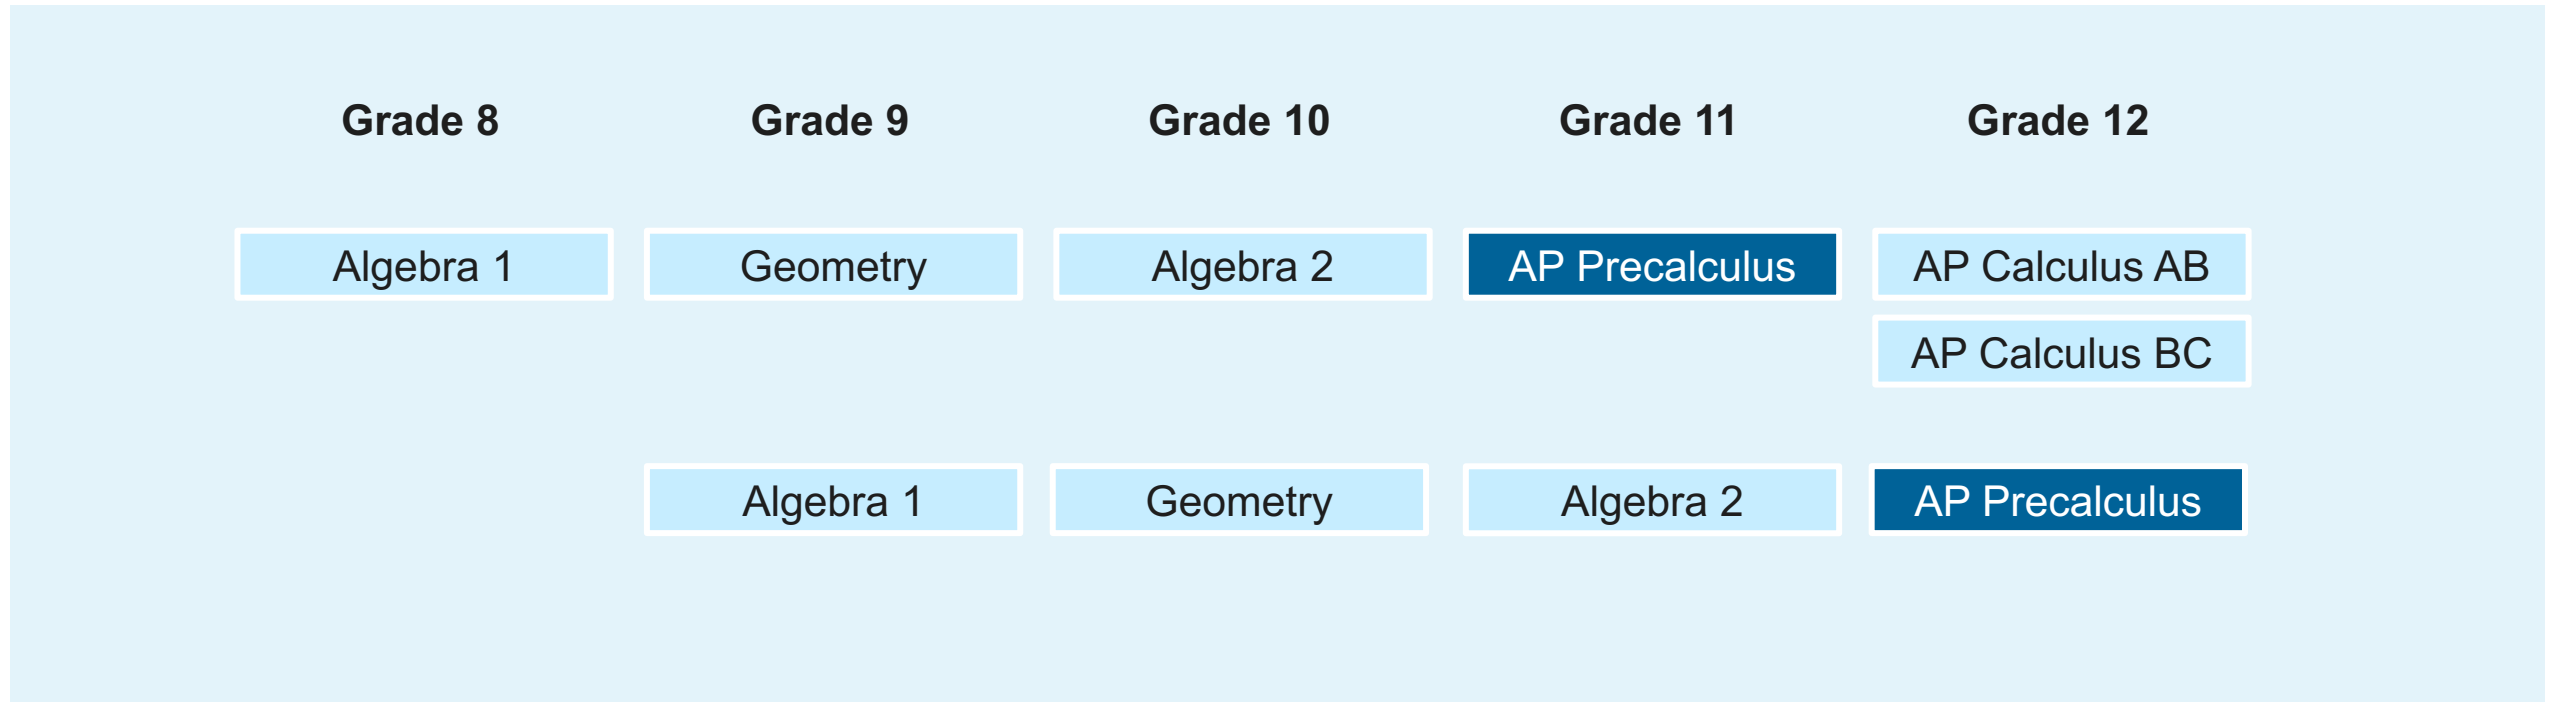 Grade 8 Grade 9 Grade 10 Grade 11 Grade 12
Algebra 1 Geometry Algebra 2 AP Precalculus AP Calculus AB
AP Calculus BC
Algebra 1 Geometry Algebra 2 AP Precalculus